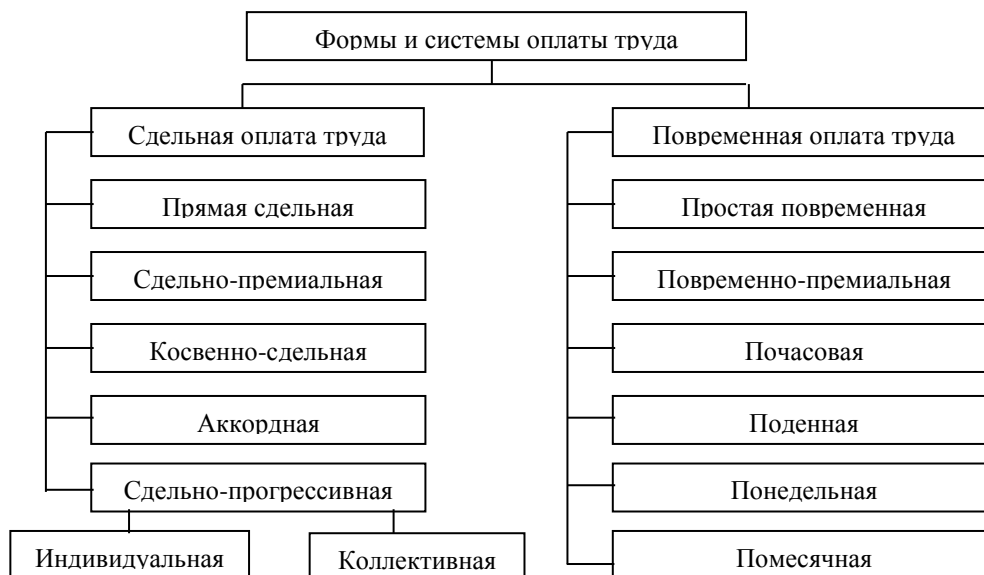 Формы и системы оплаты труда
Сдельная оплата труда
Повременная оплата труда
Прямая сдельная
Простая повременная
Сдельно-премиальная
Повременно-премиальная
Косвенно-сдельная
Почасовая
Аккордная
Поденная
Сдельно-прогрессивная
Понедельная
Индивидуальная
Коллективная
Помесячная